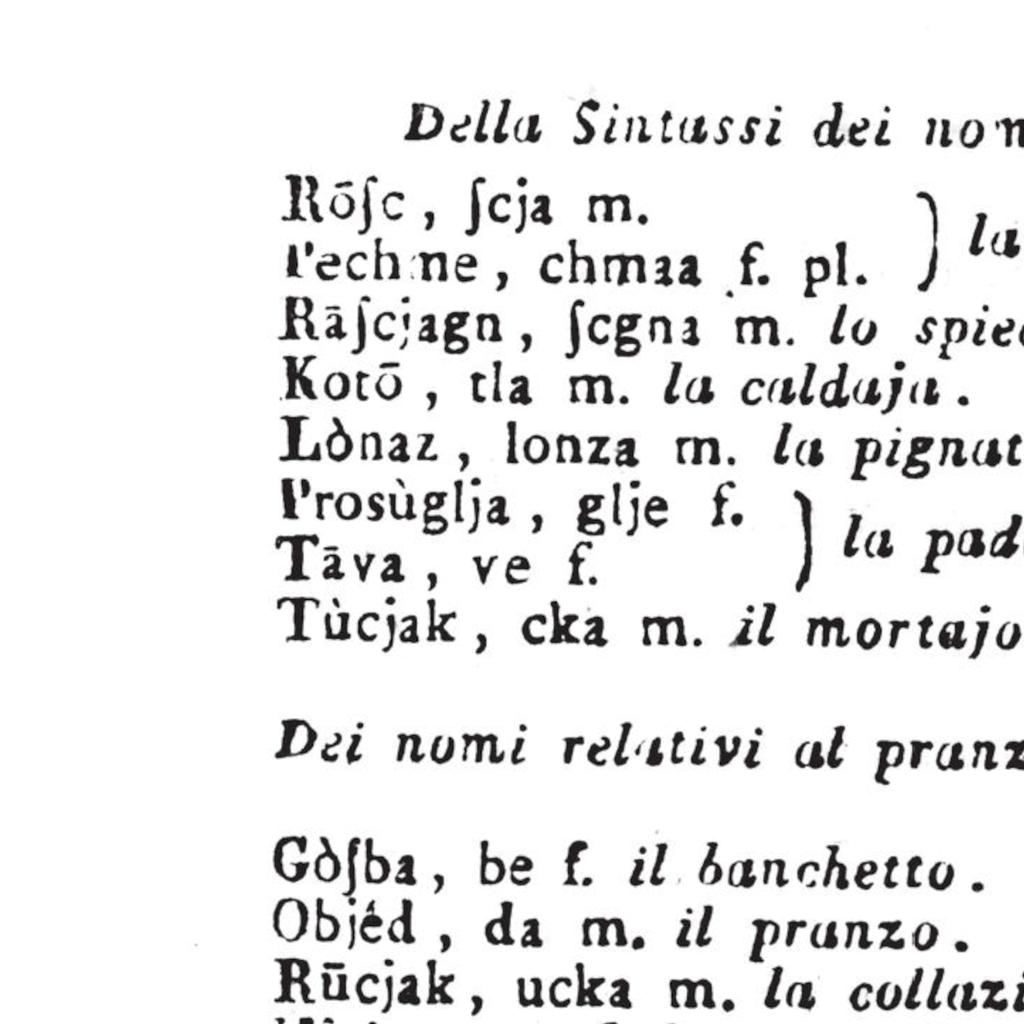 Della Sintassi dei nom
Rōſc, ſcja m.
Pechme, chmaa f. pl. } la
Rāſcjagn, ſcgna m. lo spied
Kotō, tla m. la caldaja.
Lònaz, lonza m. la pignat
Prosùglja, glje f.
Tāva, ve f. } la pad
Tùcjak, cka m. il mortajo
Dei nomi relativi al pranz
Gòſba, be f. il banchetto.
Objéd, da m. il pranzo.
Rūcjak, ucka m. la collazi